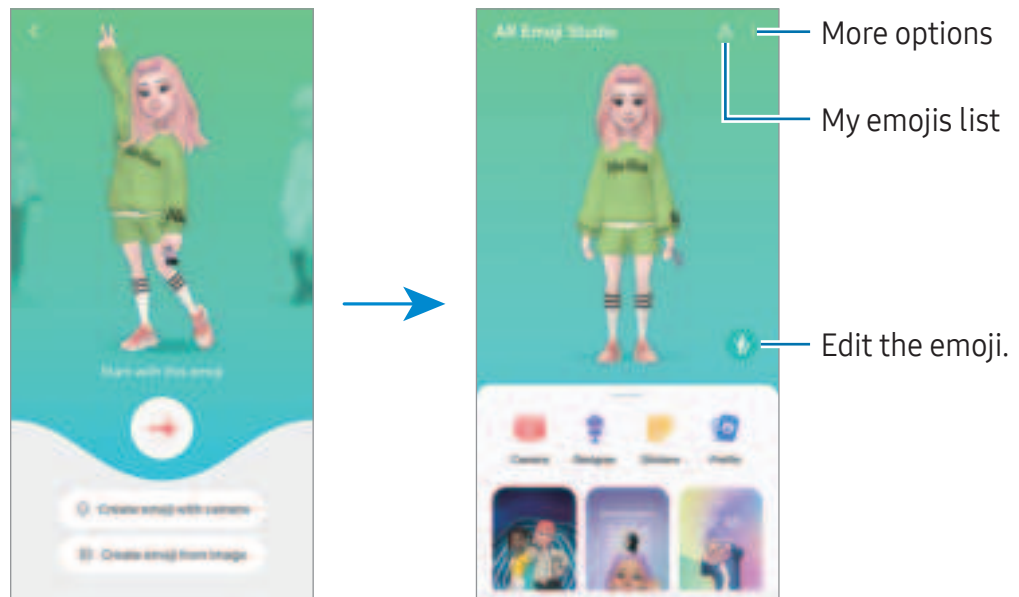 Start with this emoji
Create emoji with camera
Create emoji from image
AR Emoji Studio
More options
My emojis list
Edit the emoji.
Camera
Designer
Stickers
Profile